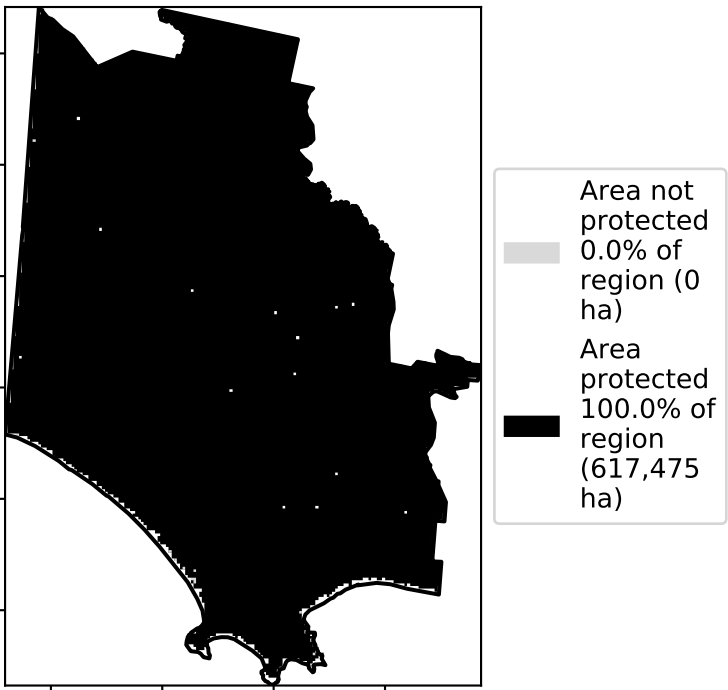 Area not
protected
0.0% of
region (0
ha)
Area
protected
100.0% of
region
(617,475
ha)